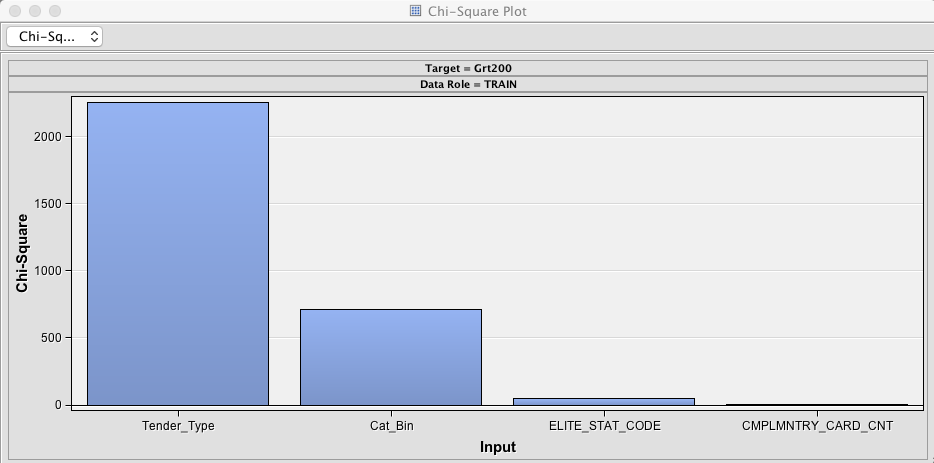 Chi-Square Plot
Chi-Sq...
Target = Grt200
Data Role = TRAIN
2000
1500
1000
500
0
Chi-Square
Tender_Type
Cat_Bin
ELITE_STAT_CODE
CMPLMNTRY_CARD_CNT
Input